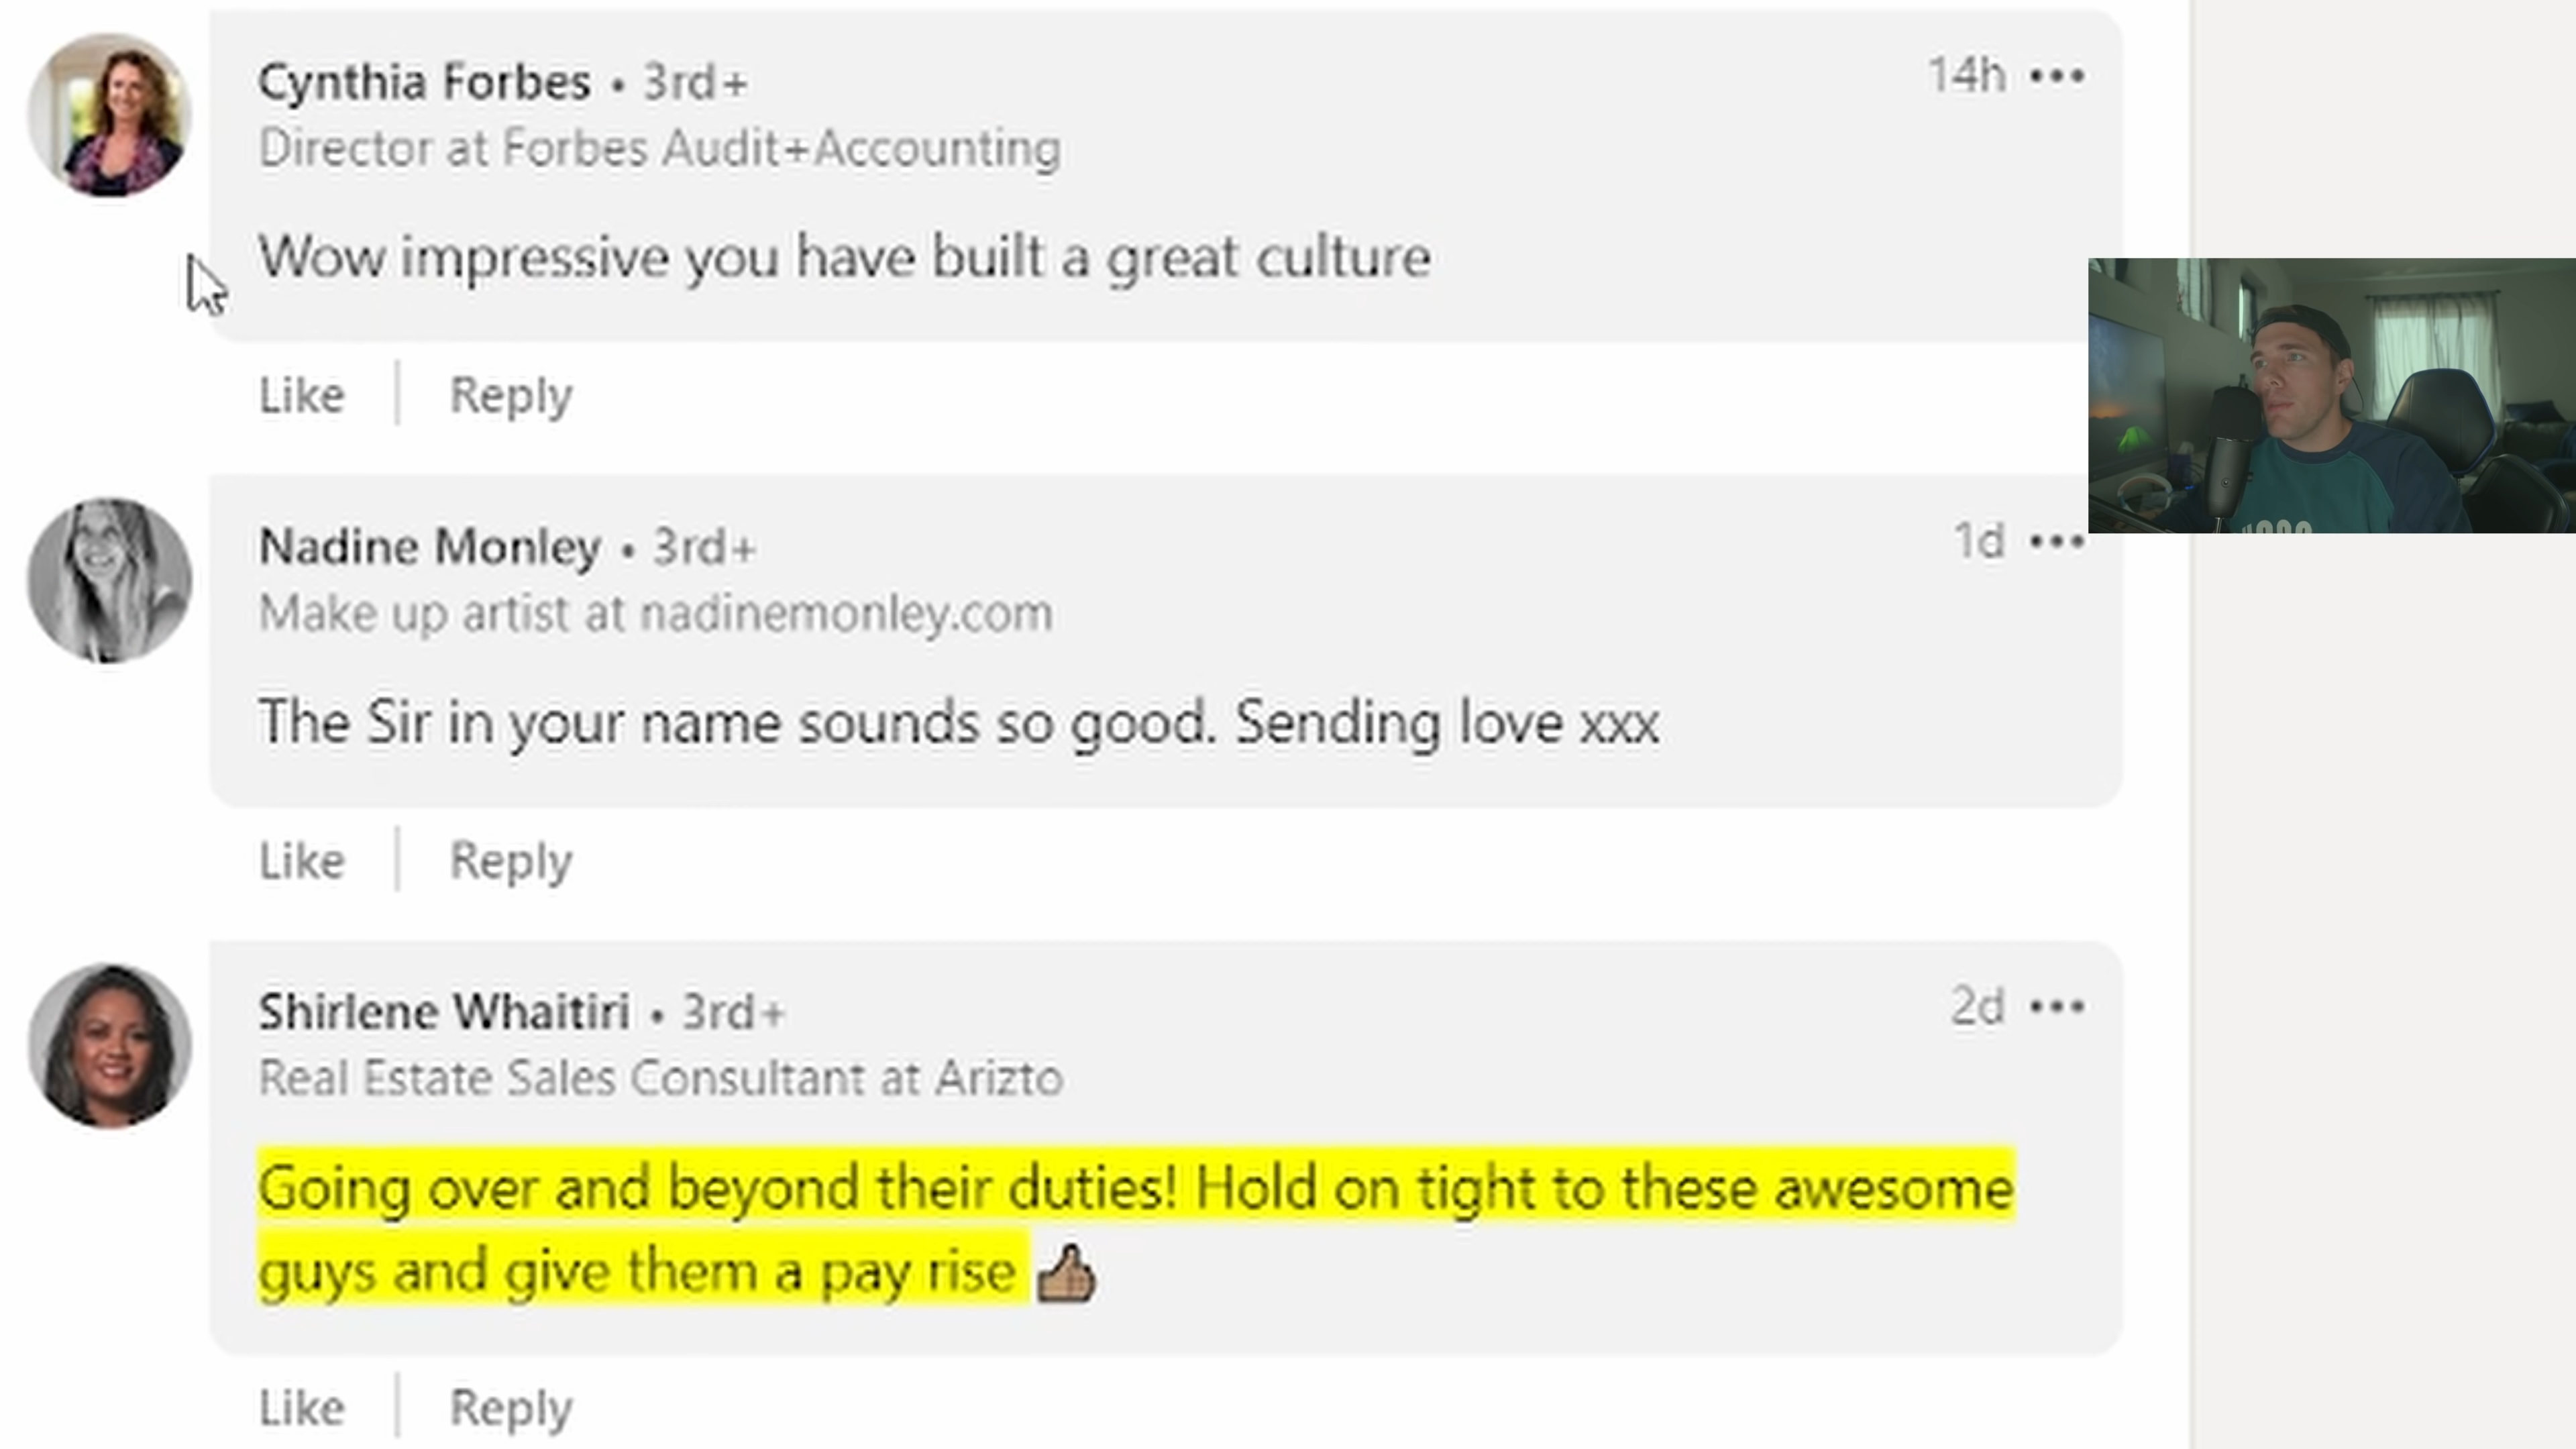 Cynthia Forbes • 3rd+
14h •••
Director at Forbes Audit+Accounting
Wow impressive you have built a great culture
Like | Reply
Nadine Monley • 3rd+
1d •••
Make up artist at nadinemonley.com
The Sir in your name sounds so good. Sending love xxx
Like | Reply
Shirlene Whaitiri • 3rd+
2d •••
Real Estate Sales Consultant at Arizto
Going over and beyond their duties! Hold on tight to these awesome
guys and give them a pay rise 👍🏽
Like | Reply